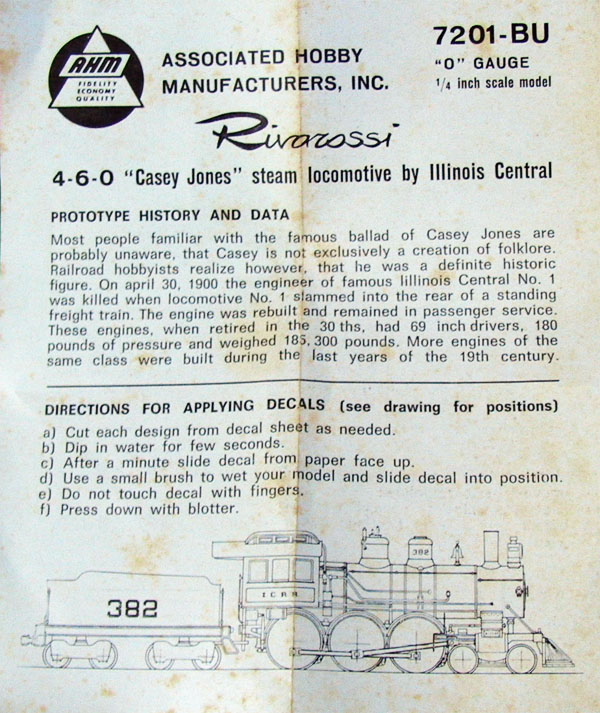 AHM
FIDELITY
ECONOMY
QUALITY
ASSOCIATED HOBBY
MANUFACTURERS, INC.
7201-BU
"O" GAUGE
1/4 inch scale model
Rivarossi
4-6-0 "Casey Jones" steam locomotive by Illinois Central
PROTOTYPE HISTORY AND DATA
Most people familiar with the famous ballad of Casey Jones are
probably unaware, that Casey is not exclusively a creation of folklore.
Railroad hobbyists realize however, that he was a definite historic
figure. On april 30, 1900 the engineer of famous Iillinois Central No. 1
was killed when locomotive No. 1 slammed into the rear of a standing
freight train. The engine was rebuilt and remained in passenger service.
These engines, when retired in the 30 ths, had 69 inch drivers, 180
pounds of pressure and weighed 185, 300 pounds. More engines of the
same class were built during the last years of the 19th century.
DIRECTIONS FOR APPLYING DECALS (see drawing for positions)
a) Cut each design from decal sheet as needed.
b) Dip in water for few seconds.
c) After a minute slide decal from paper face up.
d) Use a small brush to wet your model and slide decal into position.
e) Do not touch decal with fingers.
f) Press down with blotter.
382
I C R R
382